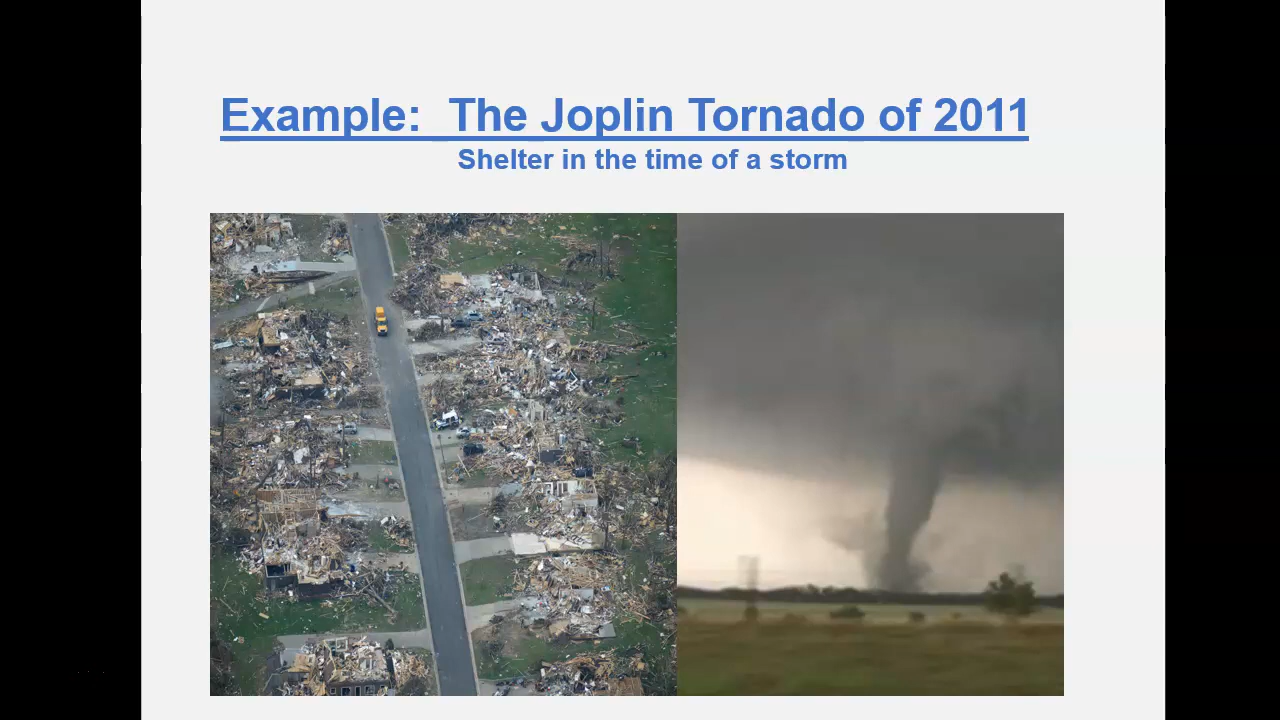 Example:  The Joplin Tornado of 2011
Shelter in the time of a storm